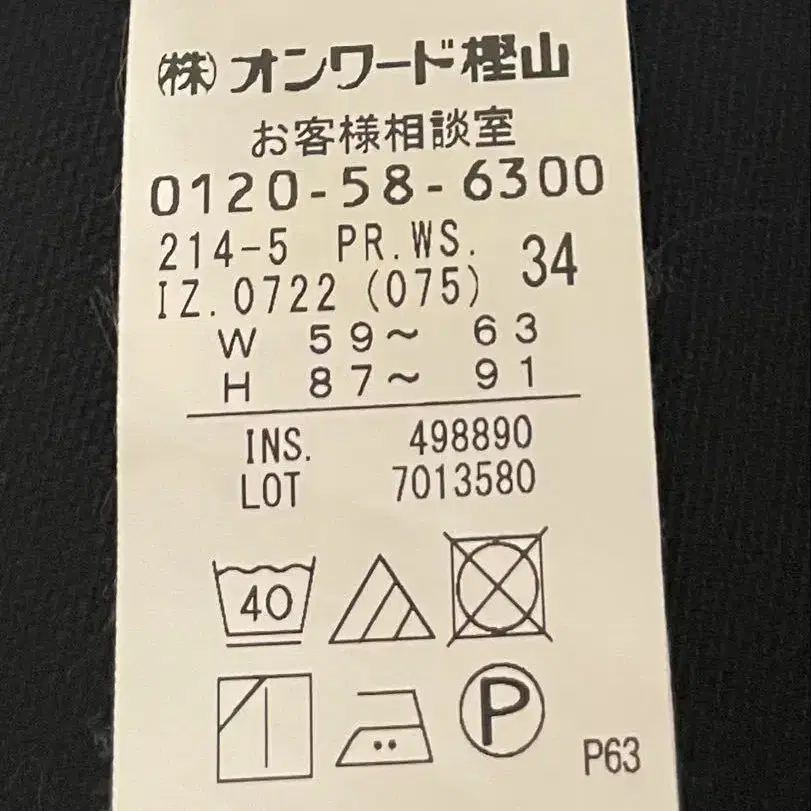 (株)オンワード樫山
お客様相談室
0120-58-6300
214-5 PR.WS. 34
IZ.0722(075)
W 59〜 63
H 87〜 91
INS. 498890
LOT 7013580
40
P
P63